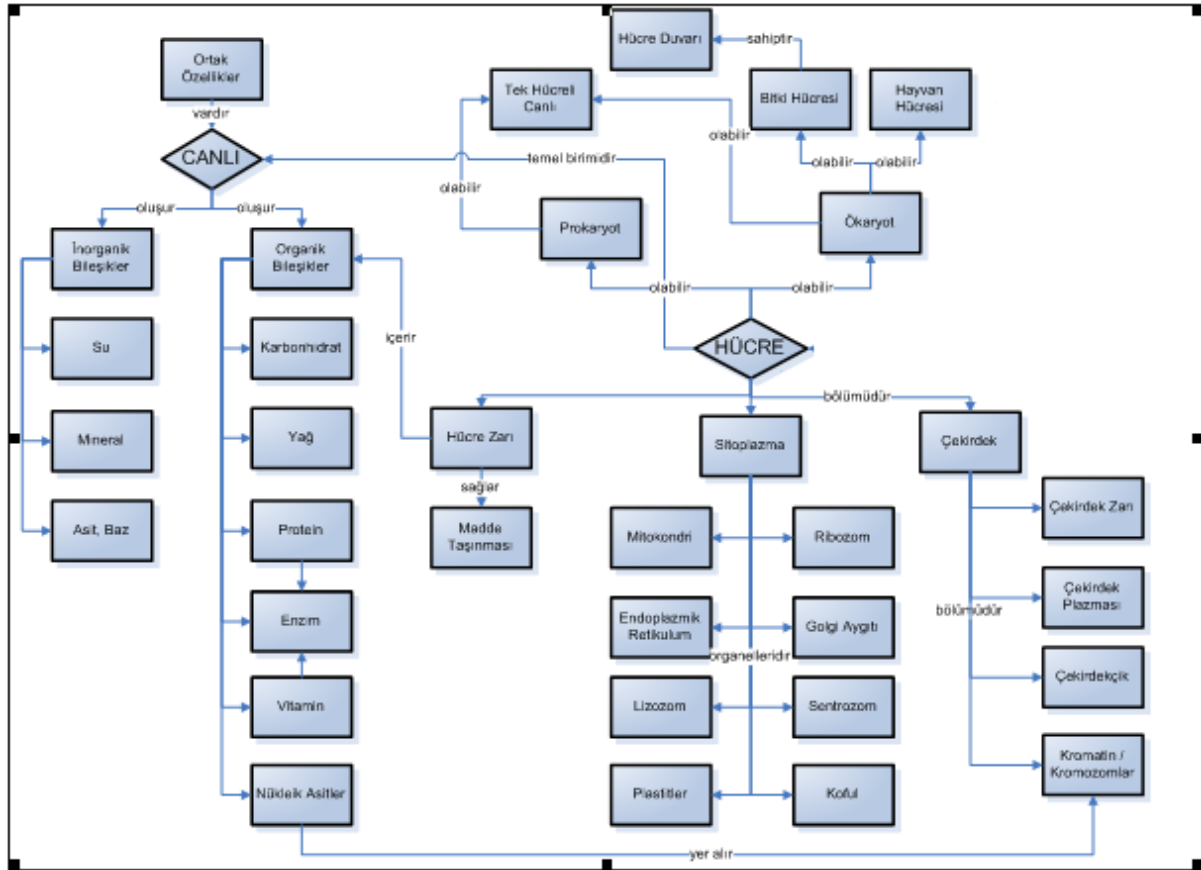 Hücre Duvarı
sahiptir
Ortak
Özellikler
Tek Hücreli
Canlı
Bitki Hücresi
Hayvan
Hücresi
vardır
olabilir
CANLI
temel birimidir
olabilir
olabilir
olabilir
oluşur
oluşur
Prokaryot
Ökaryot
İnorganik
Bileşikler
Organik
Bileşikler
olabilir
olabilir
içerir
Su
Karbonhidrat
HÜCRE
bölümüdür
Mineral
Yağ
Hücre Zarı
Sitoplazma
Çekirdek
sağlar
Çekirdek Zarı
Asit, Baz
Protein
Madde
Taşınması
Mitokondri
Ribozom
Çekirdek
Plazması
bölümüdür
Enzim
Endoplazmik
Retikulum
Golgi Aygıtı
organelleridir
Çekirdekçik
Vitamin
Lizozom
Sentrozom
Kromatin /
Kromozomlar
Nükleik Asitler
Plastitler
Koful
yer alır